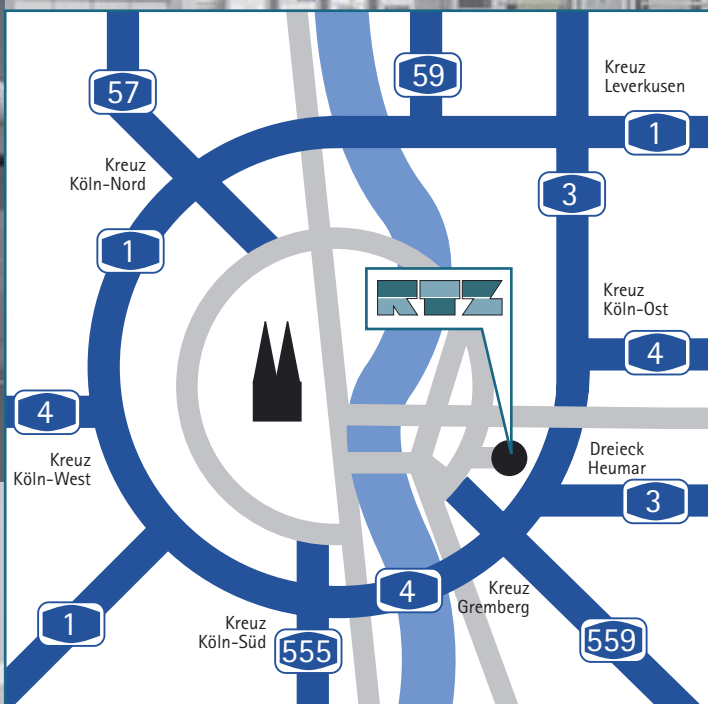 57
59
Kreuz
Leverkusen
1
Kreuz
Köln-Nord
3
1
RTZ
Kreuz
Köln-Ost
4
4
Kreuz
Köln-West
Dreieck
Heumar
3
4
Kreuz
Gremberg
1
Kreuz
Köln-Süd
555
559